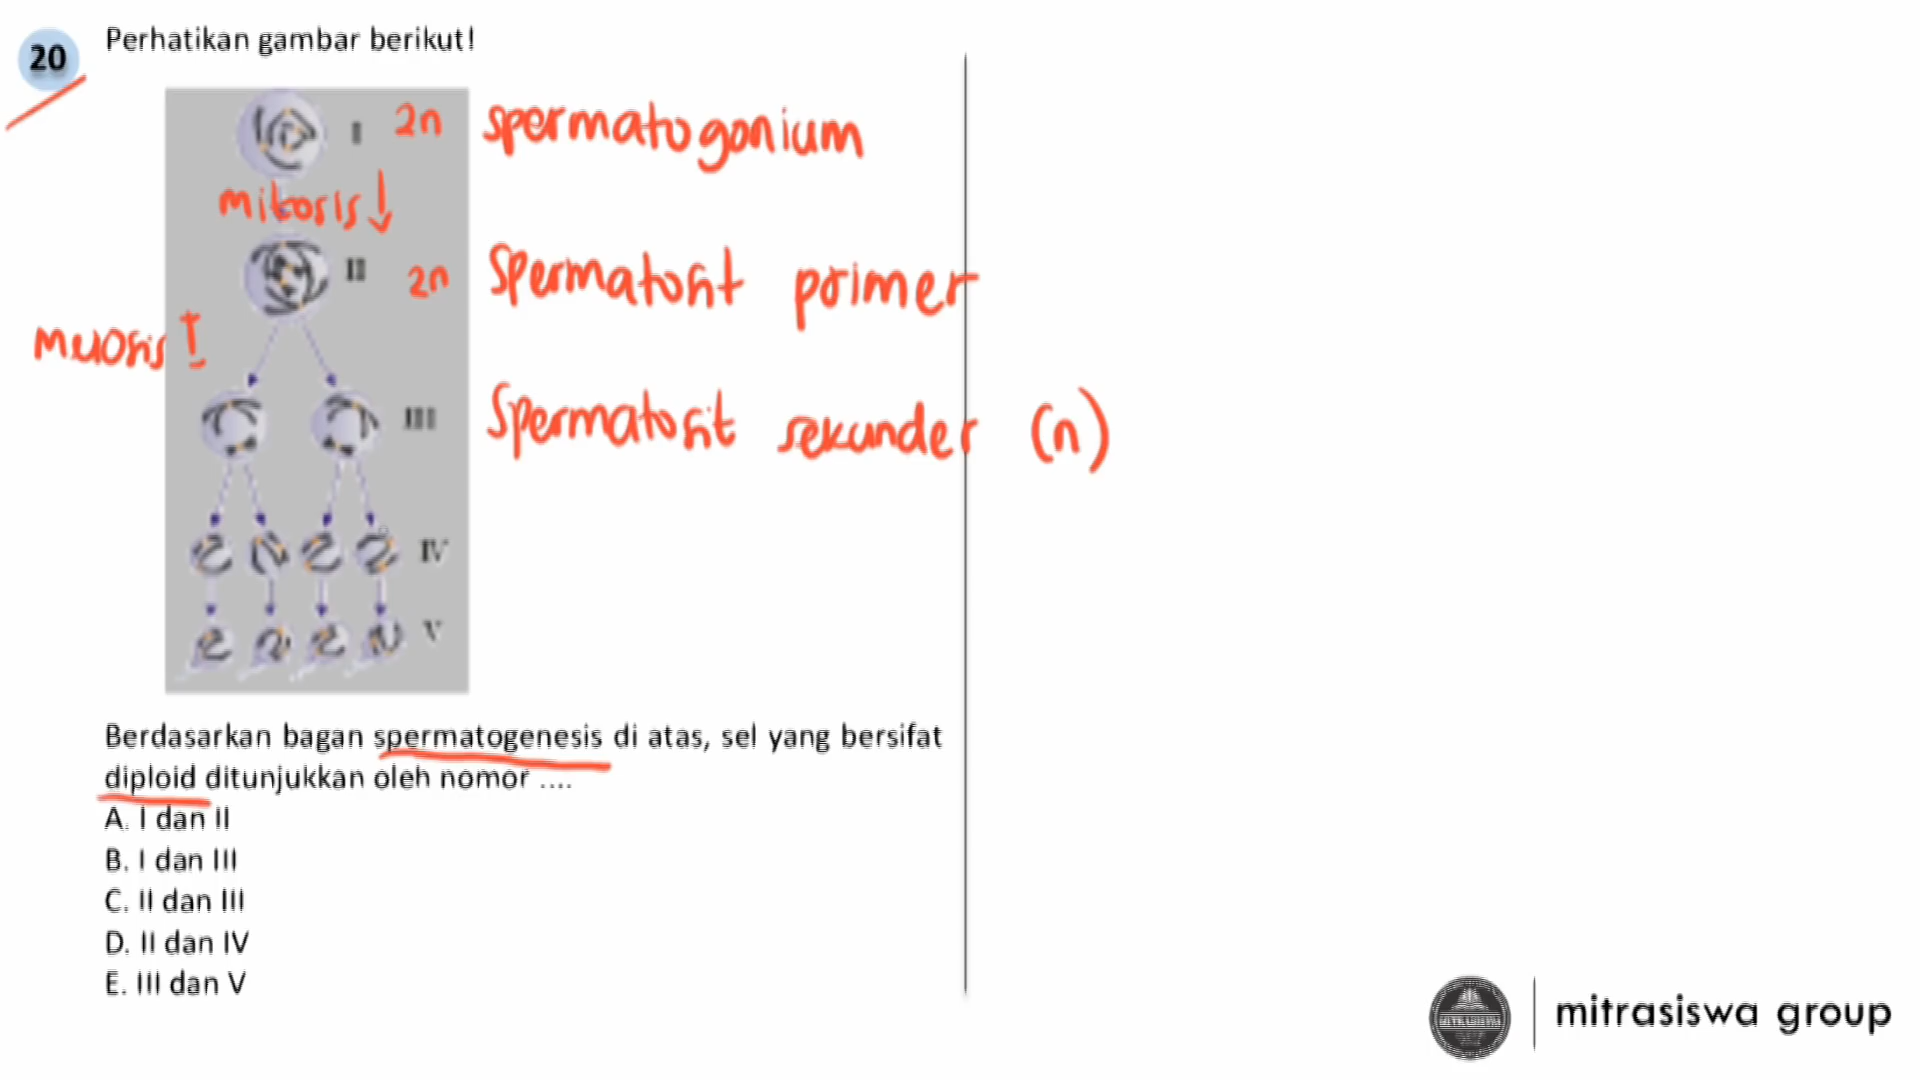 20
Perhatikan gambar berikut!
I 2n spermatogonium
mitosis
II 2n Spermatosit primer
meiosis I
III Spermatosit sekunder (n)
IV
V
Berdasarkan bagan spermatogenesis di atas, sel yang bersifat
diploid ditunjukkan oleh nomor ....
A. I dan II
B. I dan III
C. II dan III
D. II dan IV
E. III dan V
MITRASISWA
mitrasiswa group